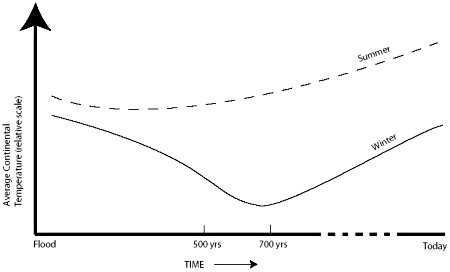 Summer
Winter
Average Continental
Temperature (relative scale)
Flood
500 yrs
700 yrs
Today
TIME